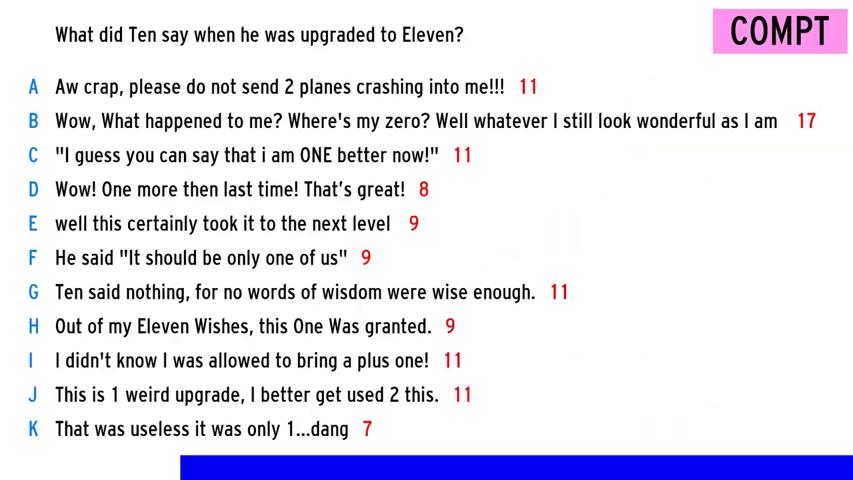 What did Ten say when he was upgraded to Eleven?
COMPT
A Aw crap, please do not send 2 planes crashing into me!!! 11
B Wow, What happened to me? Where's my zero? Well whatever I still look wonderful as I am 17
C "I guess you can say that i am ONE better now!" 11
D Wow! One more then last time! That’s great! 8
E well this certainly took it to the next level 9
F He said "It should be only one of us" 9
G Ten said nothing, for no words of wisdom were wise enough. 11
H Out of my Eleven Wishes, this One Was granted. 9
I I didn't know I was allowed to bring a plus one! 11
J This is 1 weird upgrade, I better get used 2 this. 11
K That was useless it was only 1...dang 7